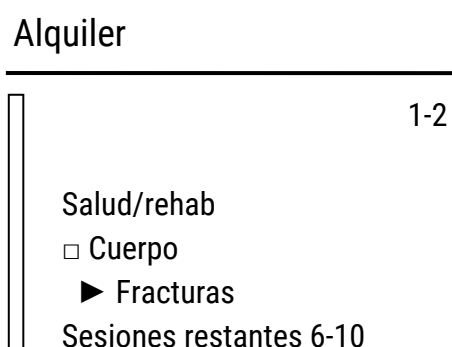 Alquiler
1-2
Salud/rehab
□ Cuerpo
► Fracturas
Sesiones restantes 6-10